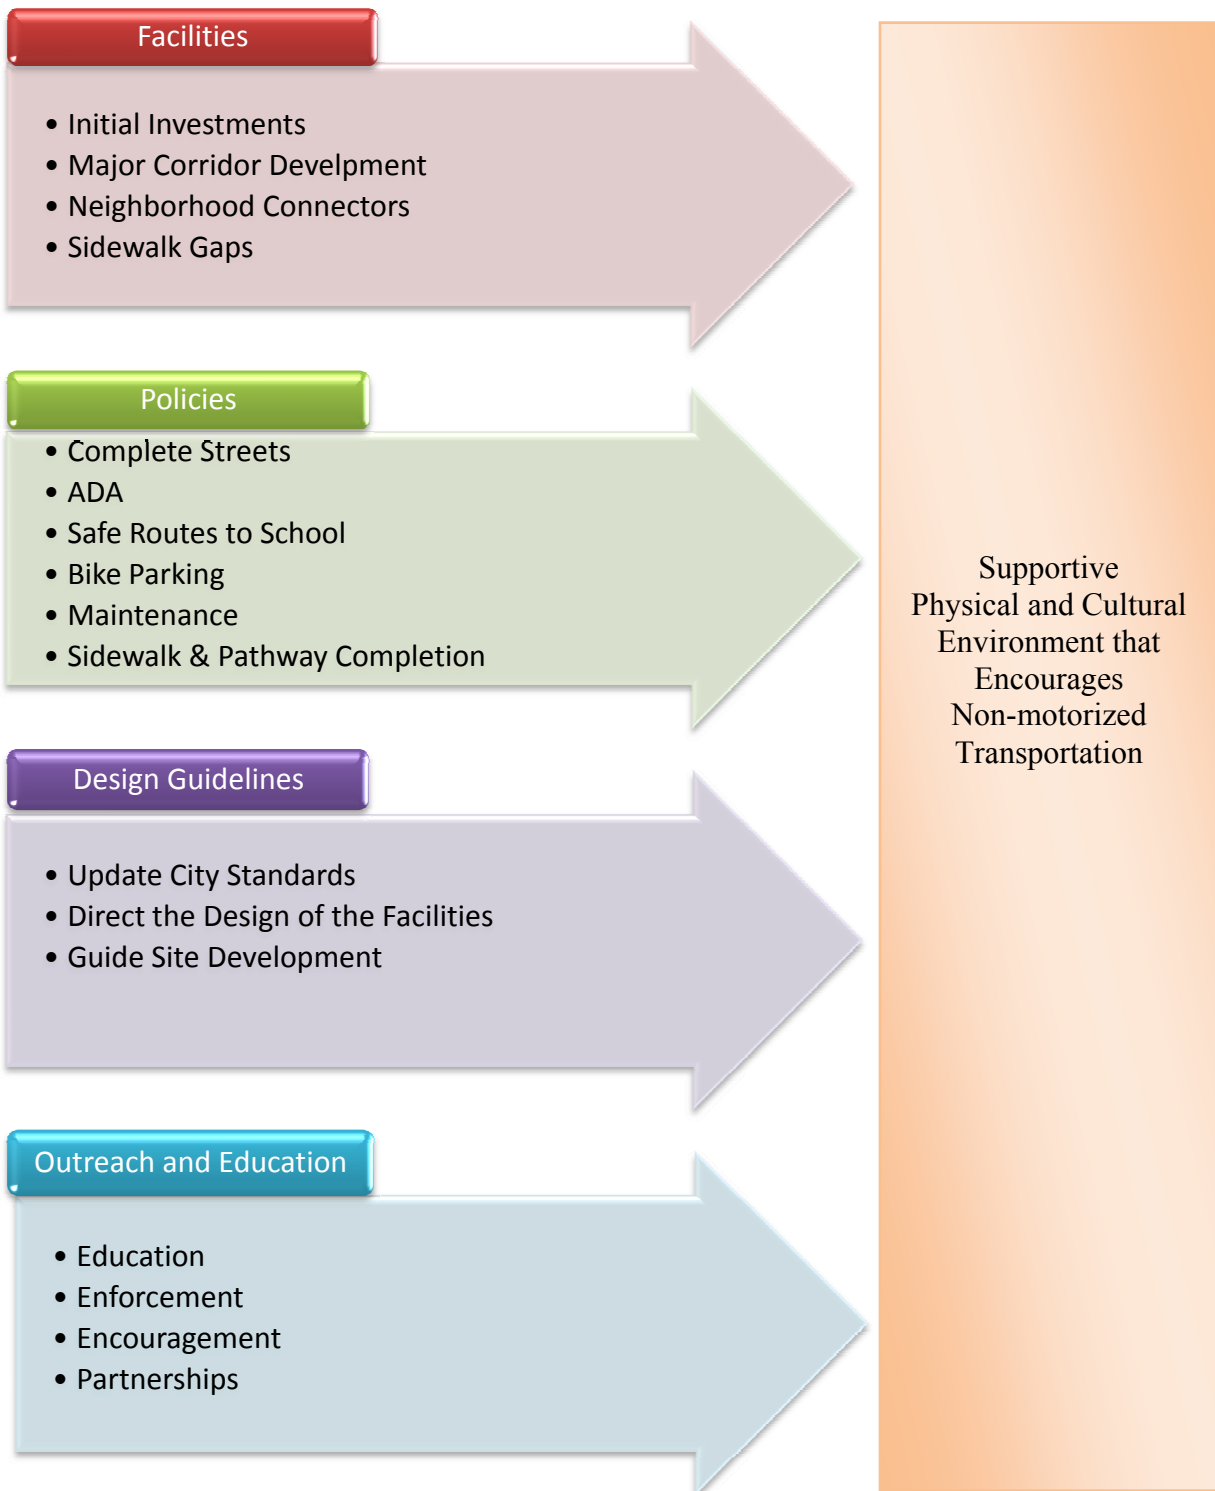 Facilities
• Initial Investments
• Major Corridor Develpment
• Neighborhood Connectors
• Sidewalk Gaps
Policies
• Complete Streets
• ADA
• Safe Routes to School
• Bike Parking
• Maintenance
• Sidewalk & Pathway Completion
Design Guidelines
• Update City Standards
• Direct the Design of the Facilities
• Guide Site Development
Outreach and Education
• Education
• Enforcement
• Encouragement
• Partnerships
Supportive
Physical and Cultural
Environment that
Encourages
Non-motorized
Transportation